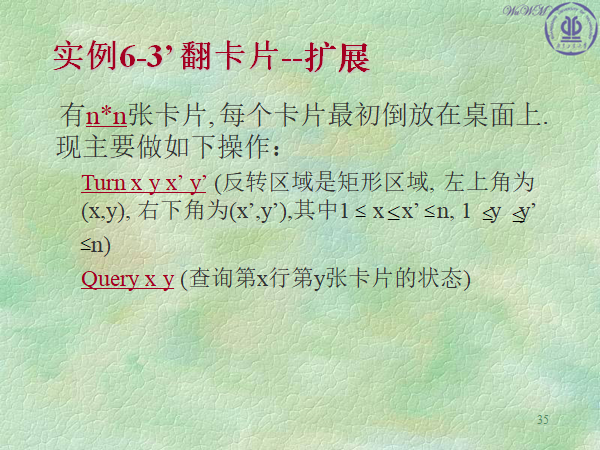 WuWM
实例6-3’ 翻卡片--扩展
有n*n张卡片, 每个卡片最初倒放在桌面上.
现主要做如下操作：
Turn x y x’ y’ (反转区域是矩形区域, 左上角为
(x,y), 右下角为(x’,y’),其中1 ≤ x≤x’ ≤n, 1 ≤y ≤y’
≤n)
Query x y (查询第x行第y张卡片的状态)
35